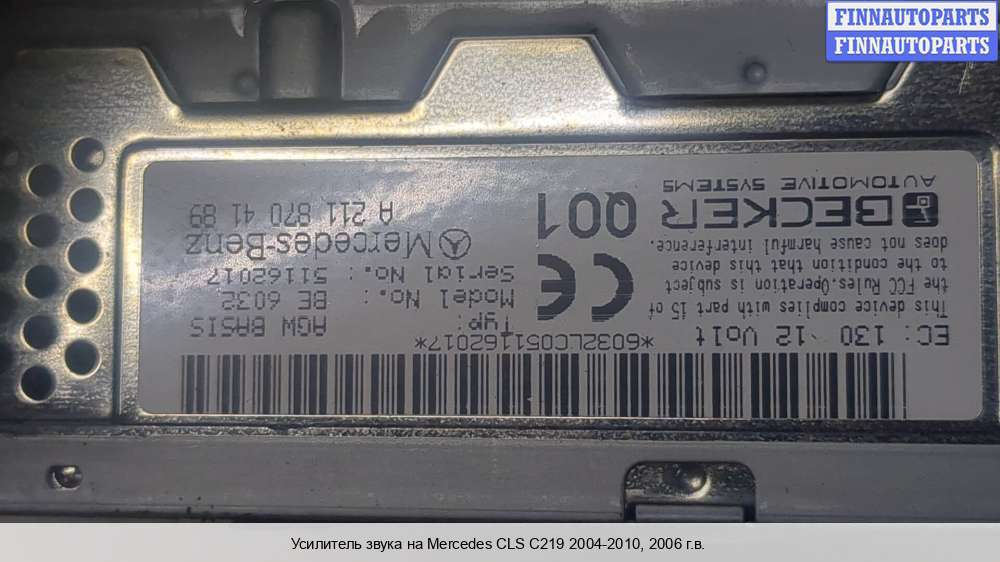 FINNAUTOPARTS
FINNAUTOPARTS
*6032LC0051162017*
EC: 130 12 Volt
Typ: AGW BASIS
Model No.: BE 6032
Serial No.: 51162017
Mercedes-Benz
A 211 870 41 89
This device complies with part 15 of
the FCC Rules.Operation is subject
to the condition that this device
does not cause harmful interference.
CE
Q01
BECKER
AUTOMOTIVE SYSTEMS
Усилитель звука на Mercedes CLS C219 2004-2010, 2006 г.в.